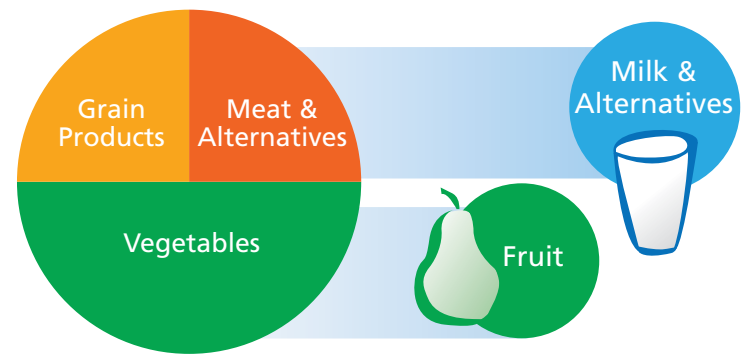 Grain
Products
Meat &
Alternatives
Milk &
Alternatives
Vegetables
Fruit